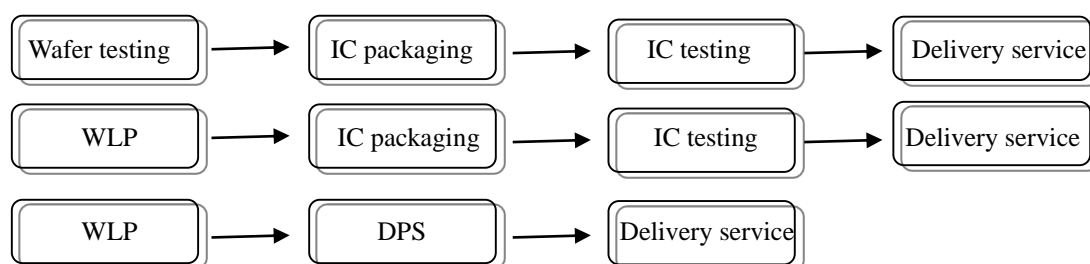 Wafer testing IC packaging IC testing Delivery service
WLP IC packaging IC testing Delivery service
WLP DPS Delivery service